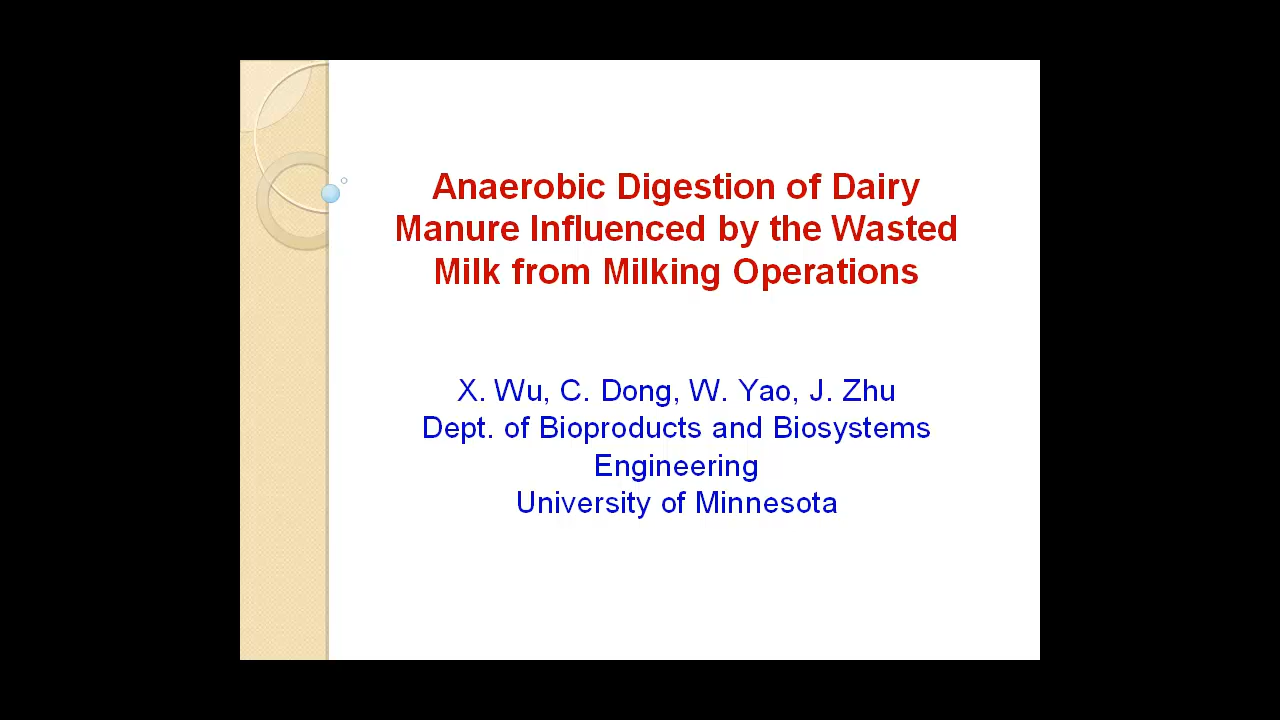 Anaerobic Digestion of Dairy
Manure Influenced by the Wasted
Milk from Milking Operations
X. Wu, C. Dong, W. Yao, J. Zhu
Dept. of Bioproducts and Biosystems
Engineering
University of Minnesota